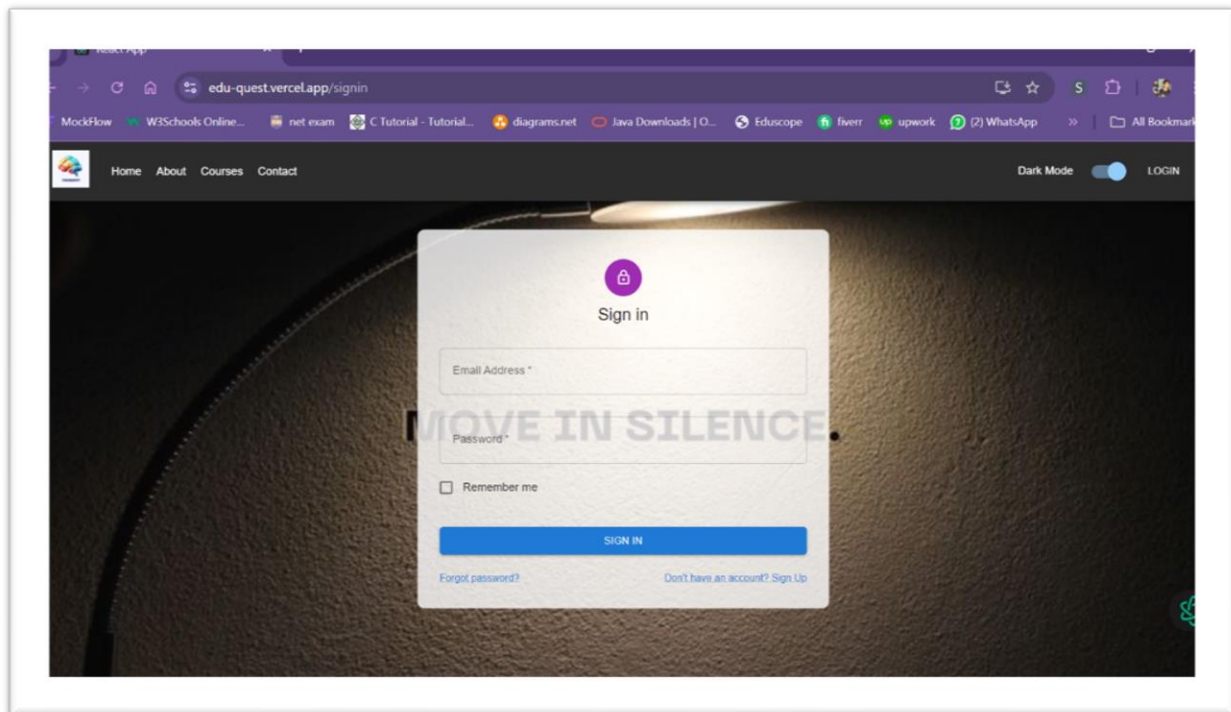 React App
edu-quest.vercel.app/signin
S
MockFlow W3Schools Online... net exam C Tutorial - Tutorial... diagrams.net Java Downloads | O... Eduscope fiverr upwork (2) WhatsApp » All Bookmark
Home About Courses Contact Dark Mode LOGIN
Sign in
Email Address *
MOVE IN SILENCE.
Password *
Remember me
SIGN IN
Forgot password? Don't have an account? Sign Up